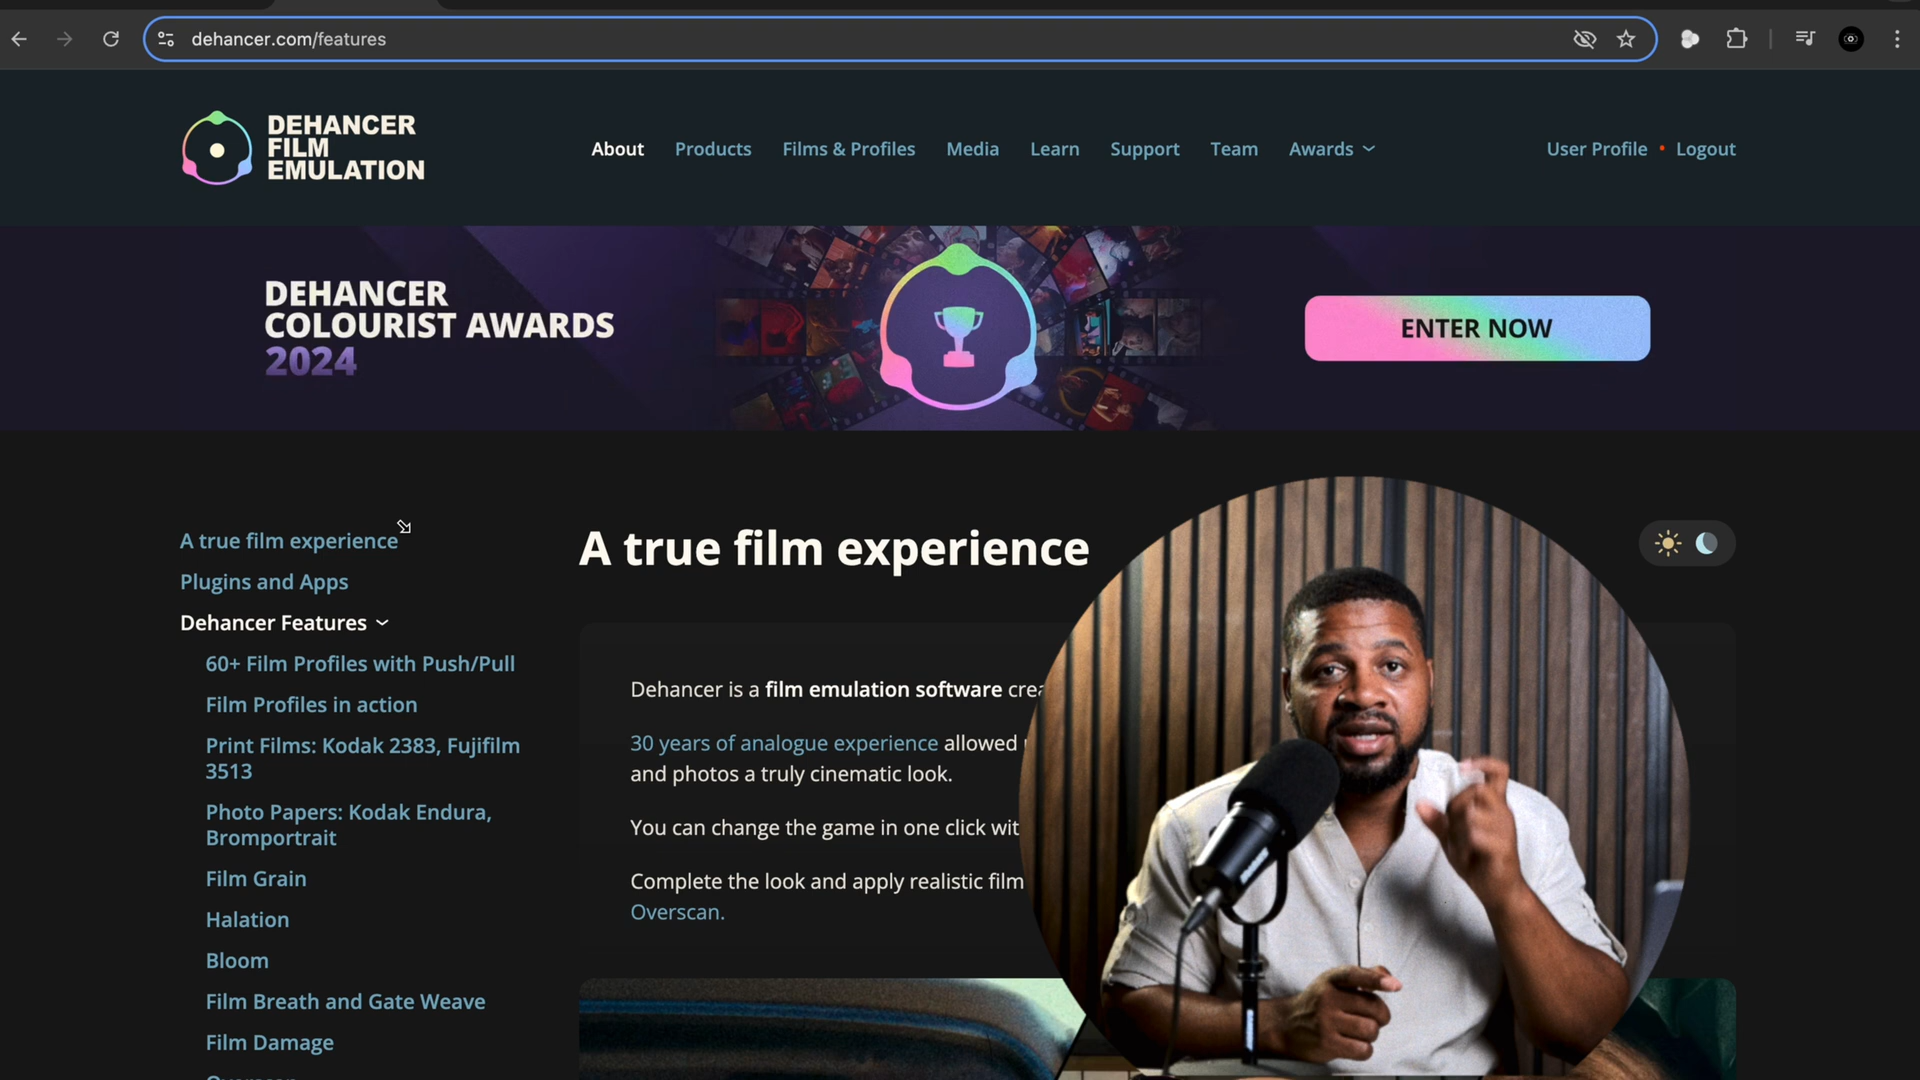 dehancer.com/features
DEHANCER
FILM
EMULATION
About
Products
Films & Profiles
Media
Learn
Support
Team
Awards
User Profile • Logout
DEHANCER
COLOURIST AWARDS
2024
ENTER NOW
A true film experience
Plugins and Apps
Dehancer Features
60+ Film Profiles with Push/Pull
Film Profiles in action
Print Films: Kodak 2383, Fujifilm
3513
Photo Papers: Kodak Endura,
Bromportrait
Film Grain
Halation
Bloom
Film Breath and Gate Weave
Film Damage
A true film experience
Dehancer is a film emulation software
30 years of analogue experience allowed
and photos a truly cinematic look.
You can change the game in one click
Complete the look and apply realistic film
Overscan.